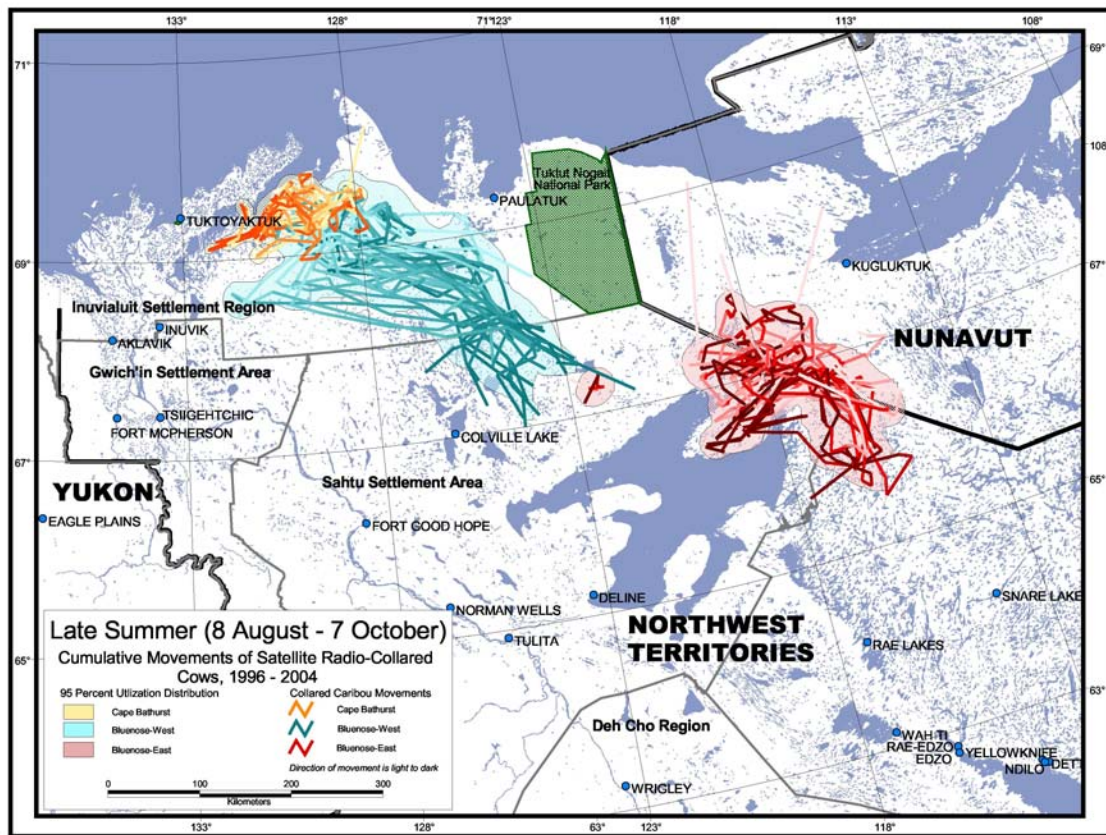 133°
128°
71°
123°
118°
113°
108°
71°
69°
108°
Tuktut Nogait
National Park
PAULATUK
TUKTOYAKTUK
69°
KUGLUKTUK
67°
Inuvialuit Settlement Region
INUVIK
AKLAVIK
NUNAVUT
Gwich'in Settlement Area
TSIIGEHTCHIC
FORT MCPHERSON
COLVILLE LAKE
67°
Sahtu Settlement Area
65°
YUKON
EAGLE PLAINS
FORT GOOD HOPE
SNARE LAKE
DELINE
NORMAN WELLS
NORTHWEST
TERRITORIES
TULITA
RAE LAKES
65°
63°
Deh Cho Region
WAH TI
RAE-EDZO
EDZO
YELLOWKNIFE
NDILO
DETT
WRIGLEY
Late Summer (8 August - 7 October)
Cumulative Movements of Satellite Radio-Collared
Cows, 1996 - 2004
95 Percent Utlization Distribution
Cape Bathurst
Bluenose-West
Bluenose-East
Collared Caribou Movements
Cape Bathurst
Bluenose-West
Bluenose-East
Direction of movement is light to dark
0 100 200 300
Kilometers
133°
128°
63°
123°
118°